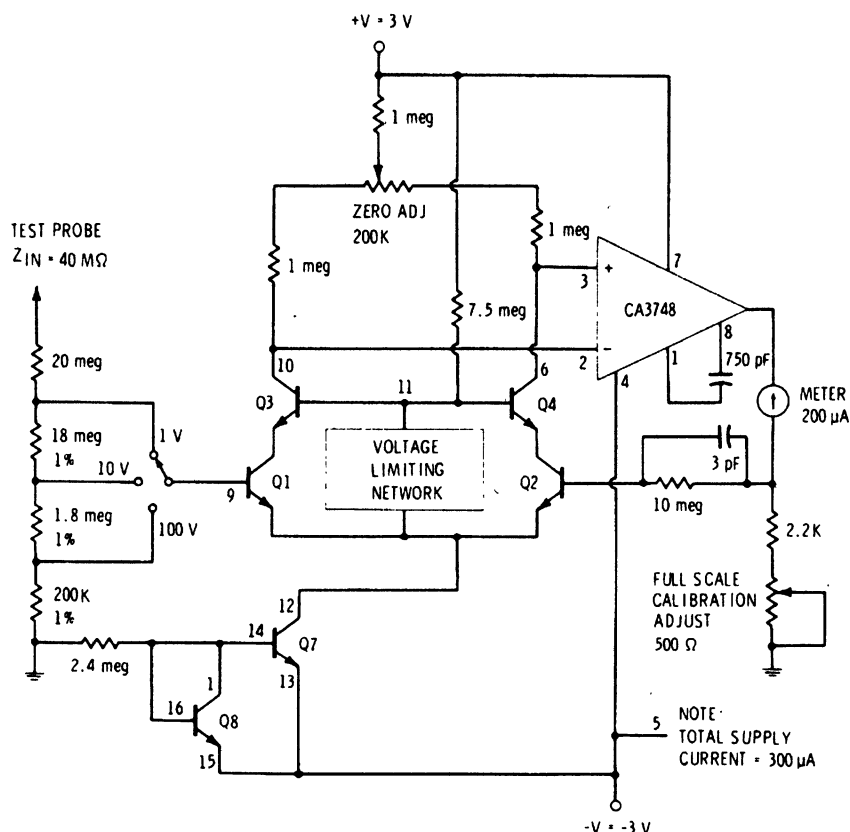 +V = 3 V
1 meg
ZERO ADJ
200K
TEST PROBE
Z IN = 40 MΩ
1 meg
1 meg
7.5 meg
3
+
7
CA3748
8
2
−
1
4
750 pF
10
6
20 meg
11
METER
200 µA
Q3
Q4
18 meg
1%
1 V
10 V
VOLTAGE
LIMITING
NETWORK
3 pF
9
Q1
Q2
10 meg
1.8 meg
1%
100 V
2.2K
200K
1%
12
FULL SCALE
CALIBRATION
ADJUST
500 Ω
14
Q7
2.4 meg
13
1
16
Q8
15
5
NOTE:
TOTAL SUPPLY
CURRENT = 300µA
-V = -3 V